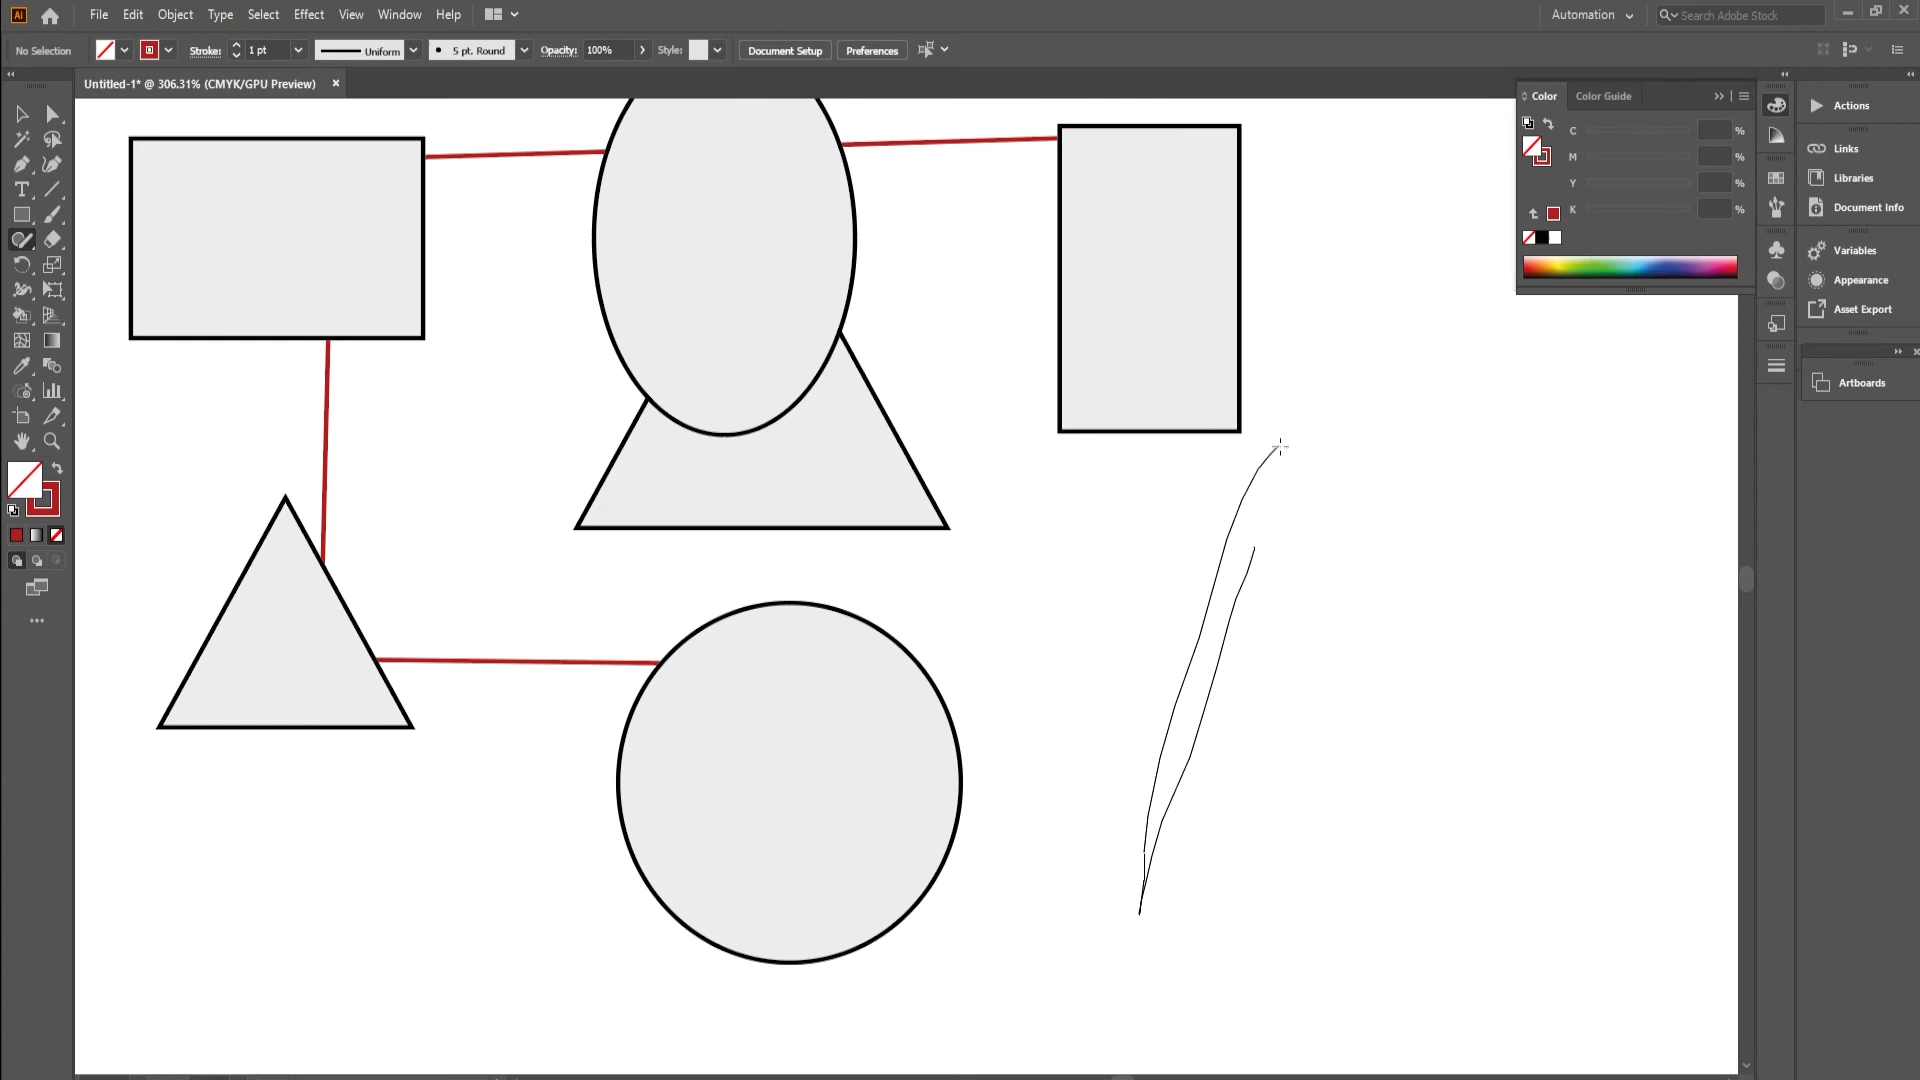 Ai File Edit Object Type Select Effect View Window Help Automation Search Adobe Stock
No Selection Stroke: 1 pt Uniform 5 pt. Round Opacity: 100% Style: Document Setup Preferences
Untitled-1* @ 306.31% (CMYK/GPU Preview) ×
Color Color Guide
C %
M %
Y %
K %
Actions
Links
Libraries
Document Info
Variables
Appearance
Asset Export
Artboards